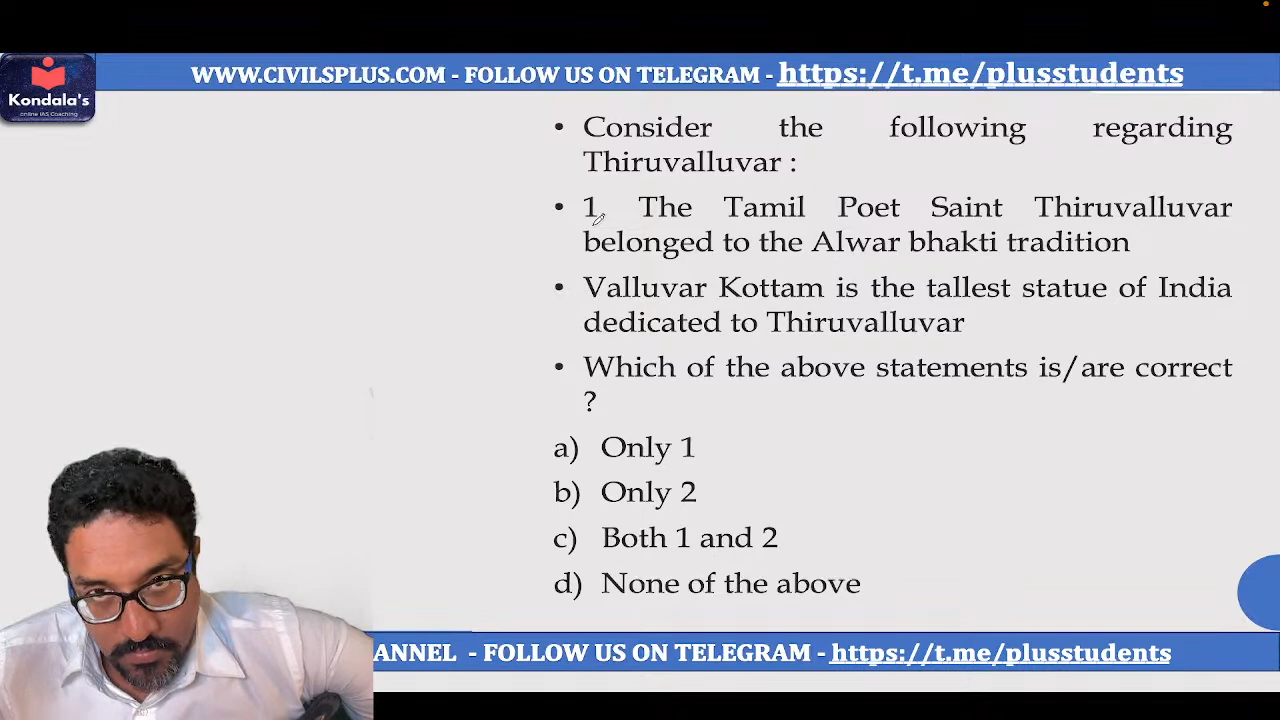 WWW.CIVILSPLUS.COM - FOLLOW US ON TELEGRAM - https://t.me/plusstudents
Kondala's
online IAS Coaching
• Consider the following regarding
Thiruvalluvar :
• 1. The Tamil Poet Saint Thiruvalluvar
belonged to the Alwar bhakti tradition
• Valluvar Kottam is the tallest statue of India
dedicated to Thiruvalluvar
• Which of the above statements is/are correct
?
a) Only 1
b) Only 2
c) Both 1 and 2
d) None of the above
ANNEL - FOLLOW US ON TELEGRAM - https://t.me/plusstudents